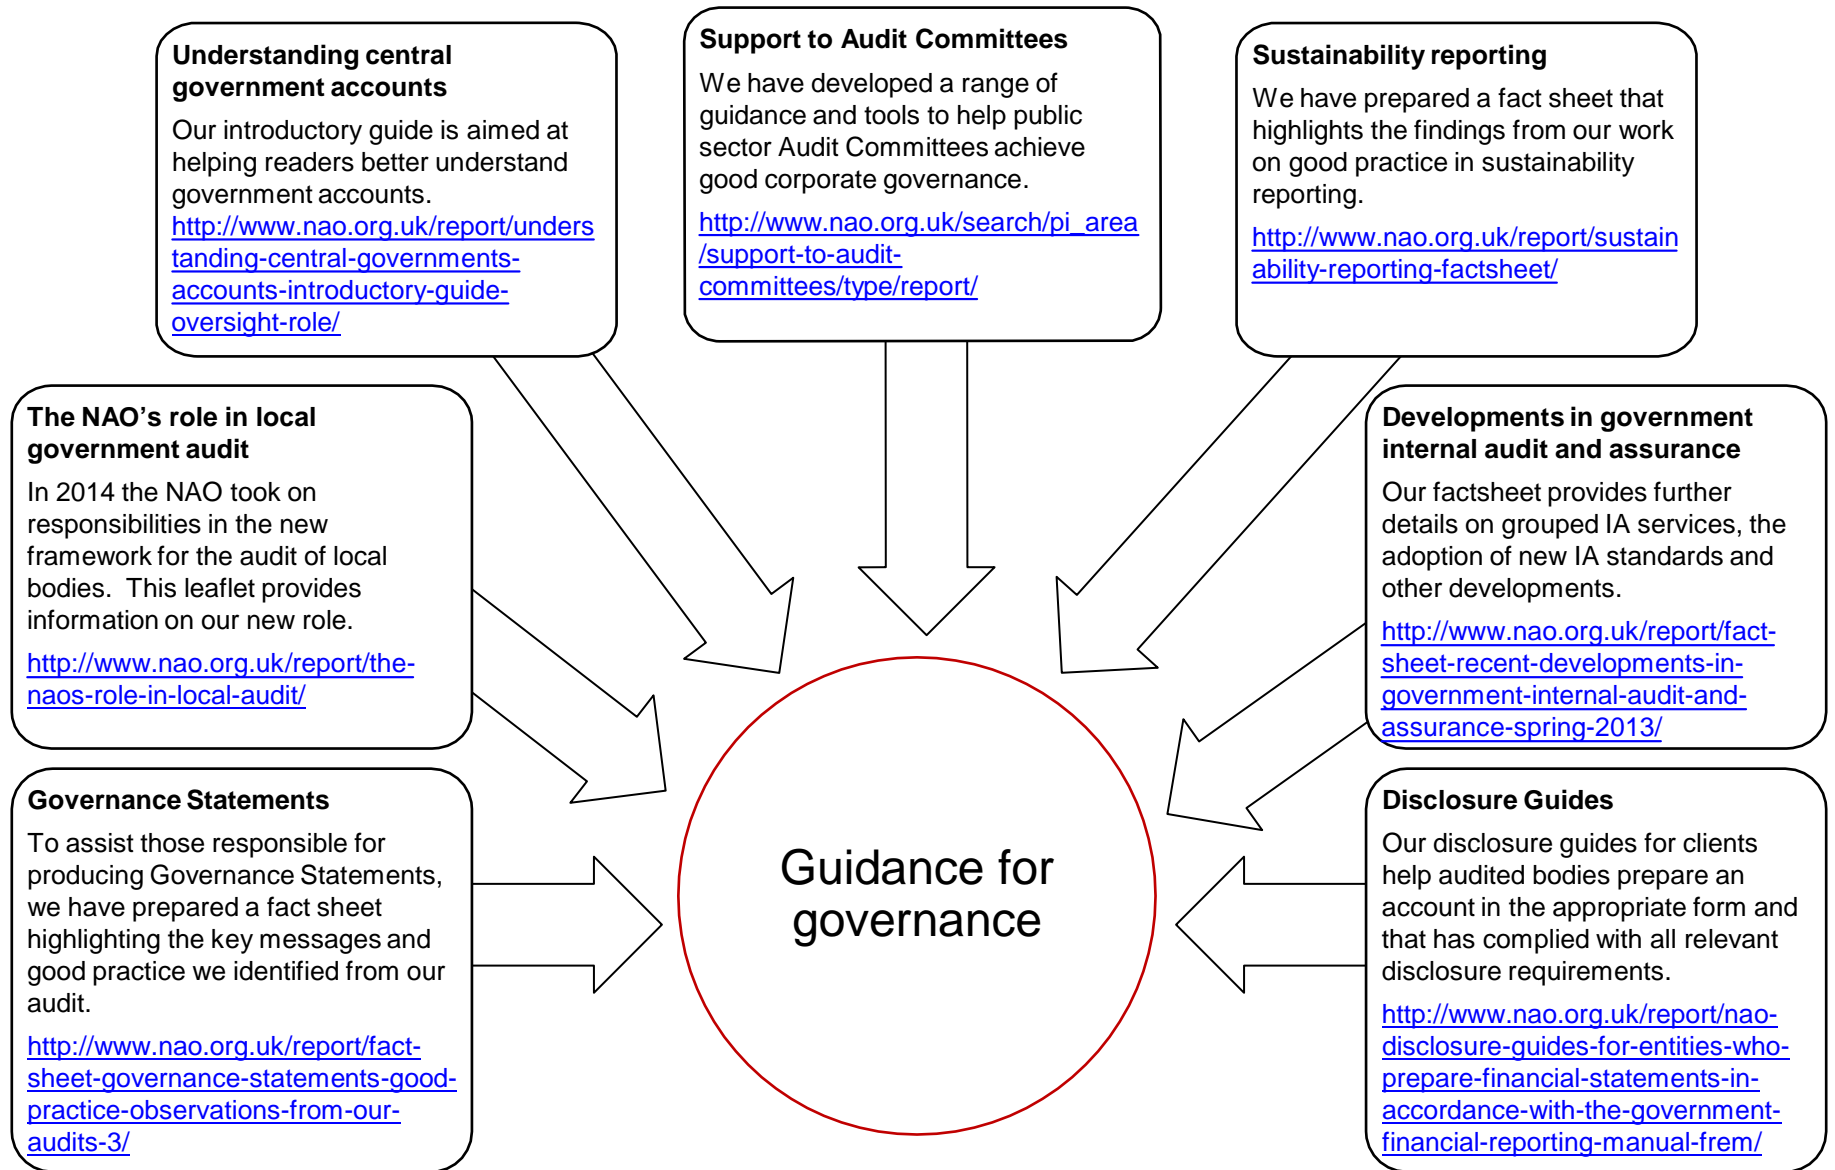 Understanding central
government accounts
Our introductory guide is aimed at
helping readers better understand
government accounts.
http://www.nao.org.uk/report/unders
tanding-central-governments-
accounts-introductory-guide-
oversight-role/
Support to Audit Committees
We have developed a range of
guidance and tools to help public
sector Audit Committees achieve
good corporate governance.
http://www.nao.org.uk/search/pi_area
/support-to-audit-
committees/type/report/
Sustainability reporting
We have prepared a fact sheet that
highlights the findings from our work
on good practice in sustainability
reporting.
http://www.nao.org.uk/report/sustain
ability-reporting-factsheet/
The NAO’s role in local
government audit
In 2014 the NAO took on
responsibilities in the new
framework for the audit of local
bodies.  This leaflet provides
information on our new role.
http://www.nao.org.uk/report/the-
naos-role-in-local-audit/
Developments in government
internal audit and assurance
Our factsheet provides further
details on grouped IA services, the
adoption of new IA standards and
other developments.
http://www.nao.org.uk/report/fact-
sheet-recent-developments-in-
government-internal-audit-and-
assurance-spring-2013/
Governance Statements
To assist those responsible for
producing Governance Statements,
we have prepared a fact sheet
highlighting the key messages and
good practice we identified from our
audit.
http://www.nao.org.uk/report/fact-
sheet-governance-statements-good-
practice-observations-from-our-
audits-3/
Guidance for
governance
Disclosure Guides
Our disclosure guides for clients
help audited bodies prepare an
account in the appropriate form and
that has complied with all relevant
disclosure requirements.
http://www.nao.org.uk/report/nao-
disclosure-guides-for-entities-who-
prepare-financial-statements-in-
accordance-with-the-government-
financial-reporting-manual-frem/